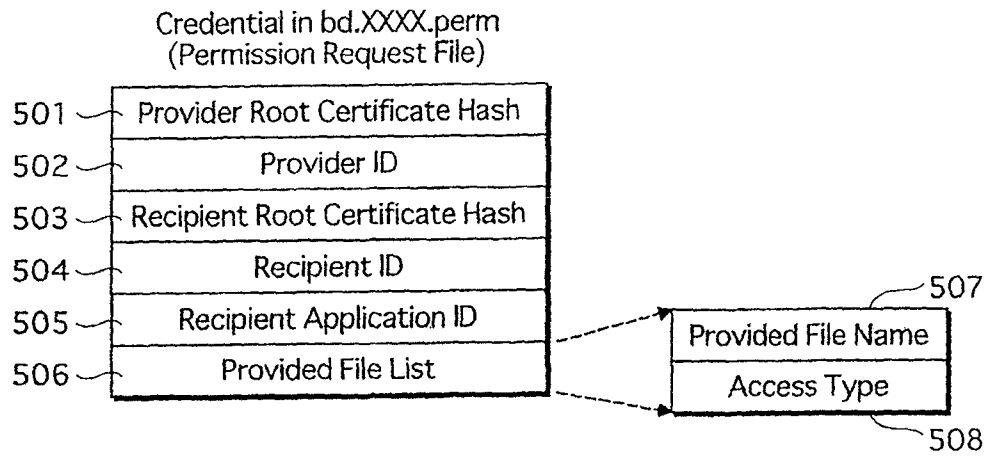 Credential in bd.XXXX.perm
(Permission Request File)
501 Provider Root Certificate Hash
502 Provider ID
503 Recipient Root Certificate Hash
504 Recipient ID
505 Recipient Application ID
506 Provided File List
507
Provided File Name
Access Type
508